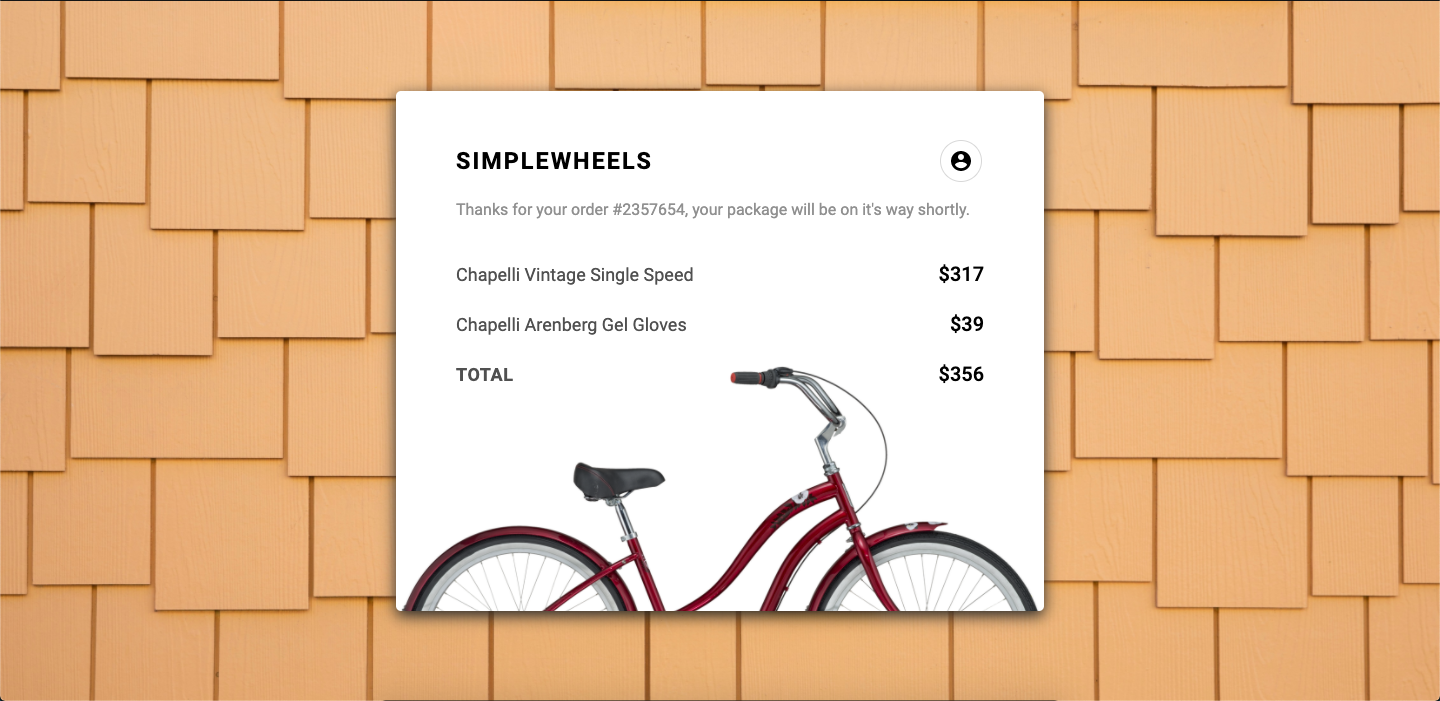 SIMPLEWHEELS
Thanks for your order #2357654, your package will be on it's way shortly.
Chapelli Vintage Single Speed $317
Chapelli Arenberg Gel Gloves $39
TOTAL $356